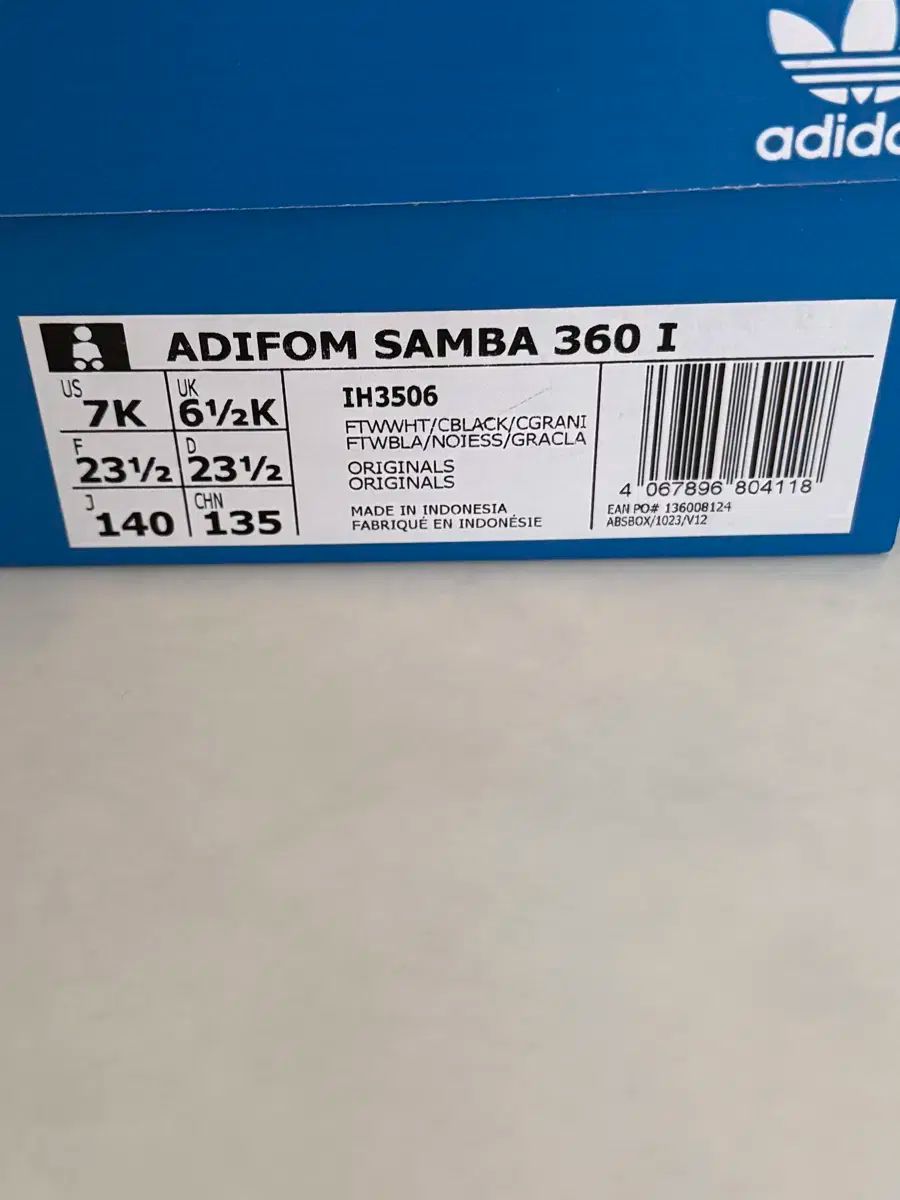 adida
ADIFOM SAMBA 360 I
US 7K
UK 6½K
F 23½
D 23½
J 140
CHN 135
IH3506
FTWWHT/CBLACK/CGRANI
FTWBLA/NOIESS/GRACLA
ORIGINALS
ORIGINALS
MADE IN INDONESIA
FABRIQUÉ EN INDONÉSIE
4 067896 804118
EAN PO# 136008124
ABSBOX/1023/V12